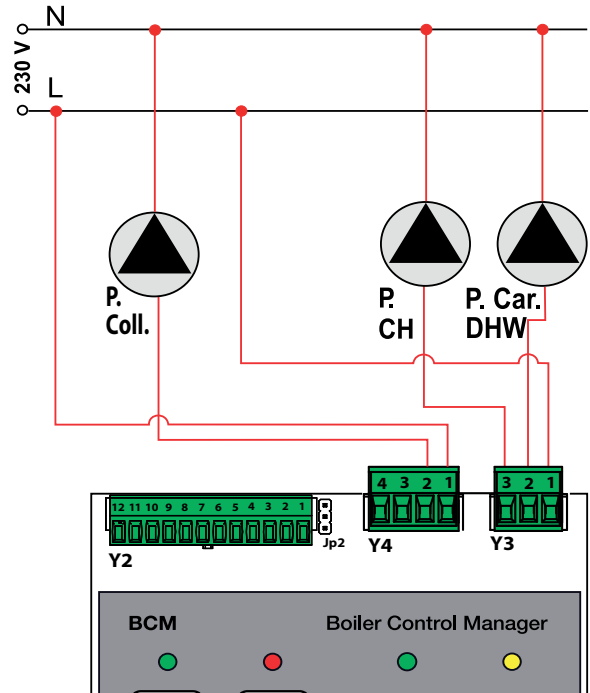 N
230 V
L
P.
Coll.
P.
CH
P. Car.
DHW
4 3 2 1
3 2 1
12 11 10 9 8 7 6 5 4 3 2 1
Jp2
Y4
Y3
Y2
BCM
Boiler Control Manager